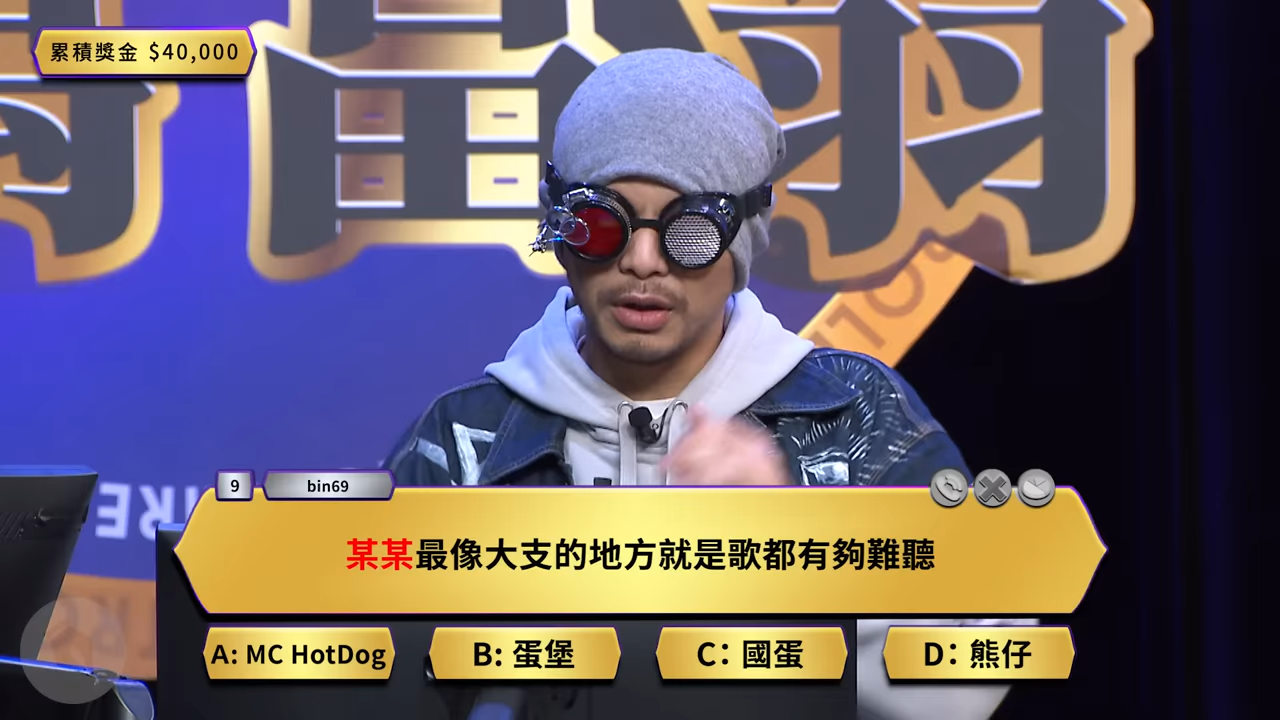 累積獎金 $40,000
9
bin69
某某最像大支的地方就是歌都有夠難聽
A: MC HotDog
B: 蛋堡
C: 國蛋
D: 熊仔